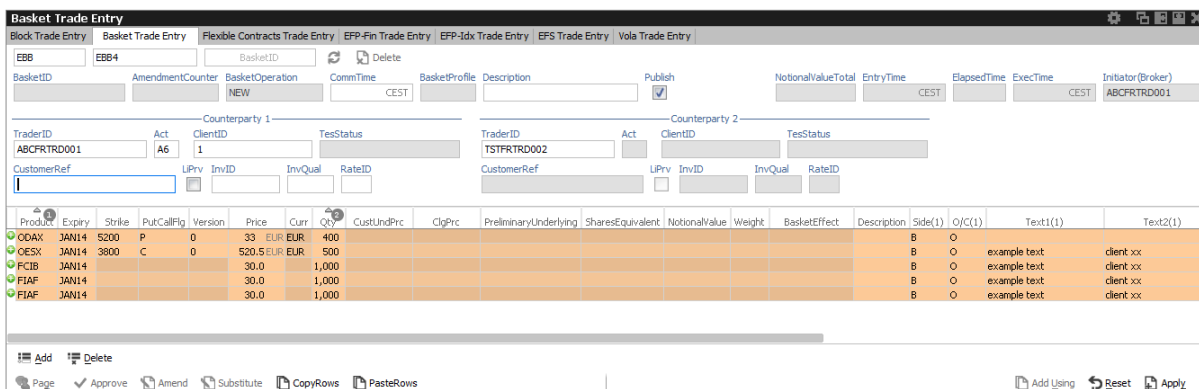 Basket Trade Entry
Block Trade Entry Basket Trade Entry Flexible Contracts Trade Entry EFP-Fin Trade Entry EFP-Idx Trade Entry EFS Trade Entry Vola Trade Entry
EBB EBB4 BasketID Delete
BasketID AmendmentCounter BasketOperation CommTime BasketProfile Description Publish NotionalValueTotal EntryTime ElapsedTime ExecTime Initiator(Broker)
NEW CEST CEST CEST ABCFRTRD001
Counterparty 1 Counterparty 2
TraderID Act ClientID TesStatus TraderID Act ClientID TesStatus
ABCFRTRD001 A6 1 TSTFRTRD002
CustomerRef LiPrv InvID InvQual RateID CustomerRef LiPrv InvID InvQual RateID
Product 1 Expiry Strike PutCallFlg Version Price Curr Qty 2 CustUndPrc ClgPrc PreliminaryUnderlying SharesEquivalent NotionalValue Weight BasketEffect Description Side(1) O/C(1) Text1(1) Text2(1)
ODAX JAN14 5200 P 0 33 EUR EUR 400 B O
OESX JAN14 3800 C 0 520.5 EUR EUR 500 B O example text client xx
FCIB JAN14 30.0 1,000 B O example text client xx
FIAF JAN14 30.0 1,000 B O example text client xx
FIAF JAN14 30.0 1,000 B O example text client xx
Add Delete
Page Approve Amend Substitute CopyRows PasteRows Add Using Reset Apply